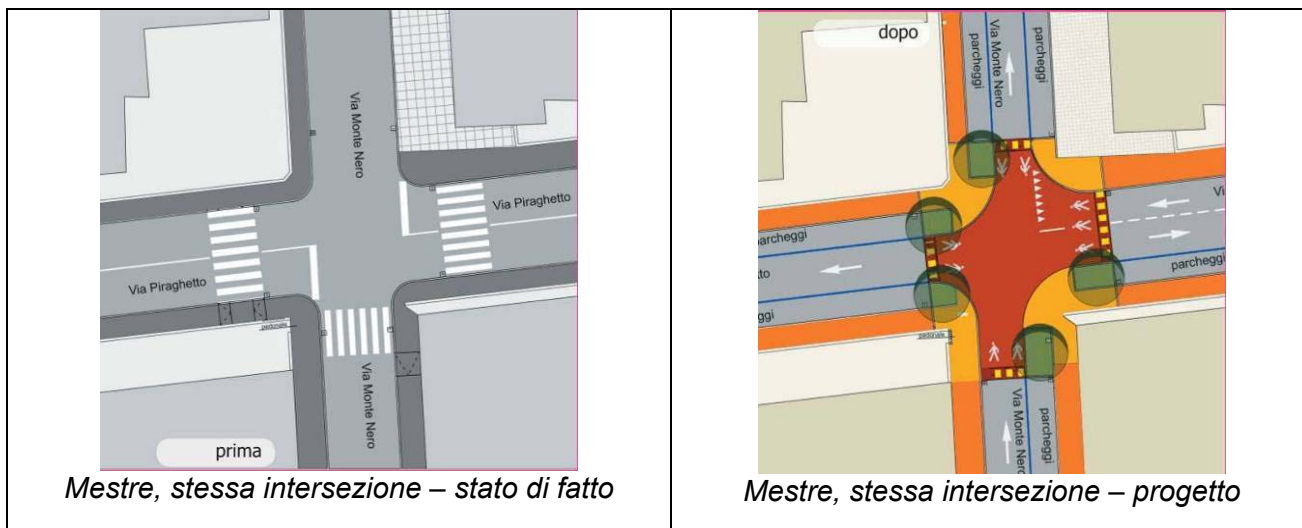 Via Monte Nero
Via Piraghetto
Via Piraghetto
pedonale
Via Monte Nero
prima
Mestre, stessa intersezione – stato di fatto
dopo
parcheggi
Via Monte Nero
parcheggi
parcheggi
parcheggi
pedonale
Via Monte Nero
parcheggi
Mestre, stessa intersezione – progetto